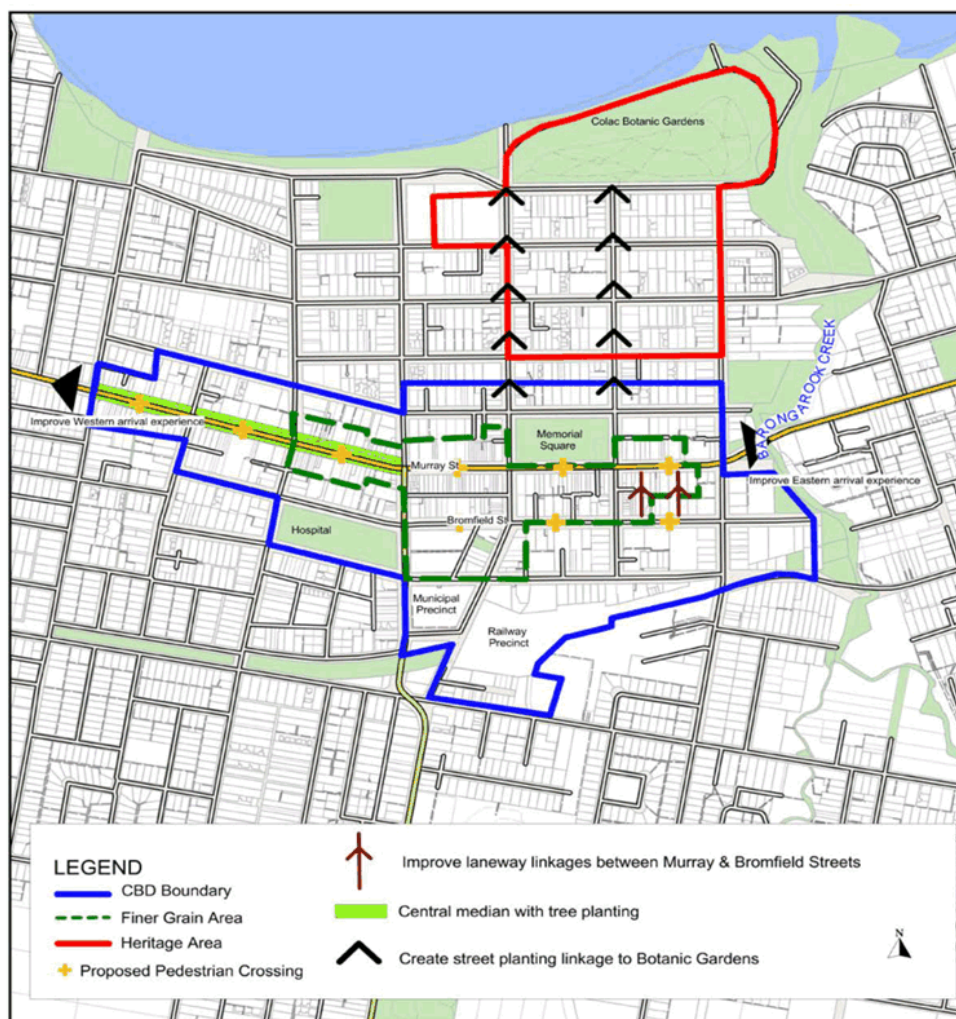 Colac Botanic Gardens
BARONGAROOK CREEK
Improve Western arrival experience
Memorial
Square
Murray St
Improve Eastern arrival experience
Bromfield St
Hospital
Municipal
Precinct
Railway
Precinct
LEGEND
CBD Boundary
Finer Grain Area
Heritage Area
Proposed Pedestrian Crossing
Improve laneway linkages between Murray & Bromfield Streets
Central median with tree planting
Create street planting linkage to Botanic Gardens
N